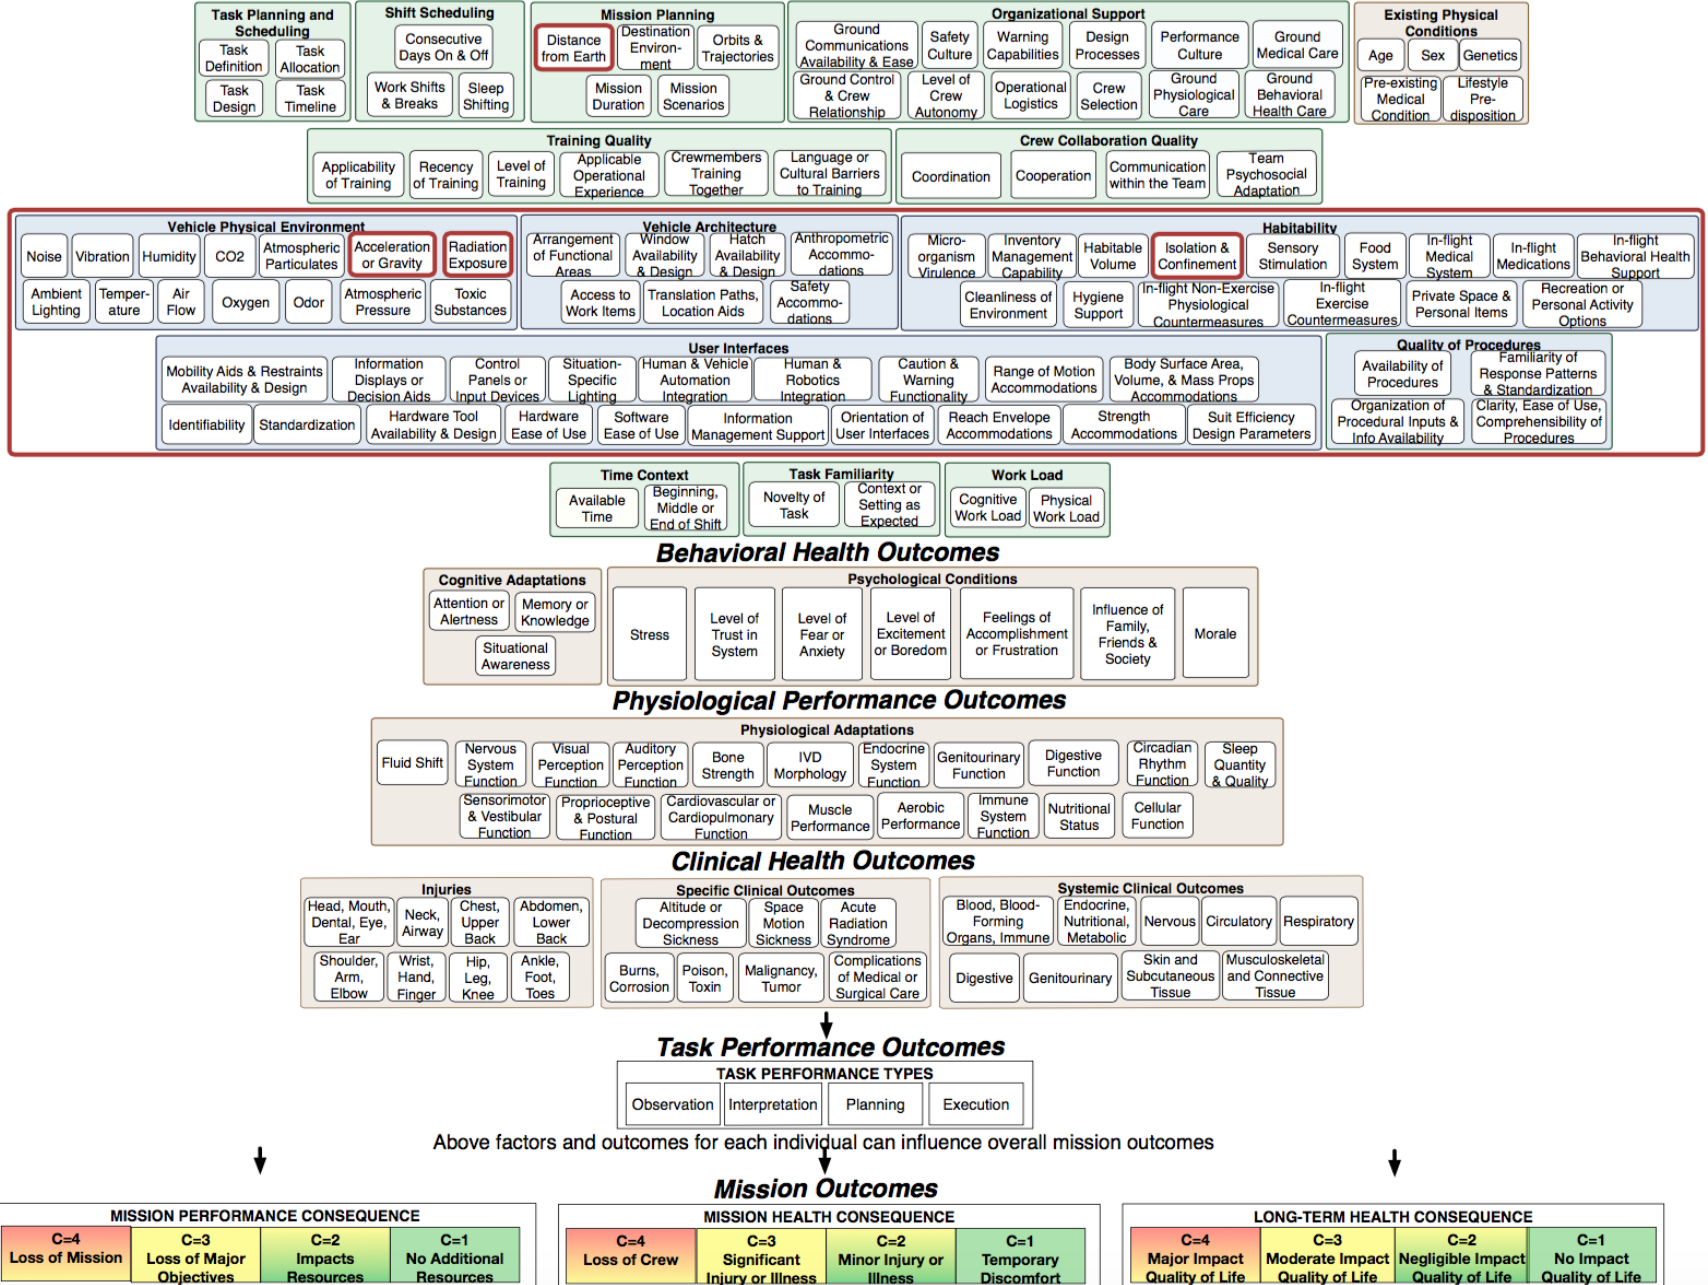 Task Planning and
Scheduling
Task
Definition
Task
Allocation
Task
Design
Task
Timeline
Shift Scheduling
Consecutive
Days On & Off
Work Shifts
& Breaks
Sleep
Shifting
Mission Planning
Distance
from Earth
Destination
Environ-
ment
Orbits &
Trajectories
Mission
Duration
Mission
Scenarios
Organizational Support
Ground
Communications
Availability & Ease
Safety
Culture
Warning
Capabilities
Design
Processes
Performance
Culture
Ground
Medical Care
Ground Control
& Crew
Relationship
Level of
Crew
Autonomy
Operational
Logistics
Crew
Selection
Ground
Physiological
Care
Ground
Behavioral
Health Care
Existing Physical
Conditions
Age
Sex
Genetics
Pre-existing
Medical
Condition
Lifestyle
Pre-
disposition
Training Quality
Applicability
of Training
Recency
of Training
Level of
Training
Applicable
Operational
Experience
Crewmembers
Training
Together
Language or
Cultural Barriers
to Training
Crew Collaboration Quality
Coordination
Cooperation
Communication
within the Team
Team
Psychosocial
Adaptation
Vehicle Physical Environment
Noise
Vibration
Humidity
CO2
Atmospheric
Particulates
Acceleration
or Gravity
Radiation
Exposure
Ambient
Lighting
Temper-
ature
Air
Flow
Oxygen
Odor
Atmospheric
Pressure
Toxic
Substances
Vehicle Architecture
Arrangement
of Functional
Areas
Window
Availability
& Design
Hatch
Availability
& Design
Anthropometric
Accommo-
dations
Access to
Work Items
Translation Paths,
Location Aids
Safety
Accommo-
dations
Habitability
Micro-
organism
Virulence
Inventory
Management
Capability
Habitable
Volume
Isolation &
Confinement
Sensory
Stimulation
Food
System
In-flight
Medical
System
In-flight
Medications
In-flight
Behavioral Health
Support
Cleanliness of
Environment
Hygiene
Support
In-flight Non-Exercise
Physiological
Countermeasures
In-flight
Exercise
Countermeasures
Private Space &
Personal Items
Recreation or
Personal Activity
Options
User Interfaces
Mobility Aids & Restraints
Availability & Design
Information
Displays or
Decision Aids
Control
Panels or
Input Devices
Situation-
Specific
Lighting
Human & Vehicle
Automation
Integration
Human &
Robotics
Integration
Caution &
Warning
Functionality
Range of Motion
Accommodations
Body Surface Area,
Volume, & Mass Props
Accommodations
Identifiability
Standardization
Hardware Tool
Availability & Design
Hardware
Ease of Use
Software
Ease of Use
Information
Management Support
Orientation of
User Interfaces
Reach Envelope
Accommodations
Strength
Accommodations
Suit Efficiency
Design Parameters
Quality of Procedures
Availability of
Procedures
Familiarity of
Response Patterns
& Standardization
Organization of
Procedural Inputs &
Info Availability
Clarity, Ease of Use,
Comprehensibility of
Procedures
Time Context
Available
Time
Beginning,
Middle or
End of Shift
Task Familiarity
Novelty of
Task
Context or
Setting as
Expected
Work Load
Cognitive
Work Load
Physical
Work Load
Behavioral Health Outcomes
Cognitive Adaptations
Attention or
Alertness
Memory or
Knowledge
Situational
Awareness
Psychological Conditions
Stress
Level of
Trust in
System
Level of
Fear or
Anxiety
Level of
Excitement
or Boredom
Feelings of
Accomplishment
or Frustration
Influence of
Family,
Friends &
Society
Morale
Physiological Performance Outcomes
Physiological Adaptations
Fluid Shift
Nervous
System
Function
Visual
Perception
Function
Auditory
Perception
Function
Bone
Strength
IVD
Morphology
Endocrine
System
Function
Genitourinary
Function
Digestive
Function
Circadian
Rhythm
Function
Sleep
Quantity
& Quality
Sensorimotor
& Vestibular
Function
Proprioceptive
& Postural
Function
Cardiovascular or
Cardiopulmonary
Function
Muscle
Performance
Aerobic
Performance
Immune
System
Function
Nutritional
Status
Cellular
Function
Clinical Health Outcomes
Injuries
Head, Mouth,
Dental, Eye,
Ear
Neck,
Airway
Chest,
Upper
Back
Abdomen,
Lower
Back
Shoulder,
Arm,
Elbow
Wrist,
Hand,
Finger
Hip,
Leg,
Knee
Ankle,
Foot,
Toes
Specific Clinical Outcomes
Altitude or
Decompression
Sickness
Space
Motion
Sickness
Acute
Radiation
Syndrome
Burns,
Corrosion
Poison,
Toxin
Malignancy,
Tumor
Complications
of Medical or
Surgical Care
Systemic Clinical Outcomes
Blood, Blood-
Forming
Organs, Immune
Endocrine,
Nutritional,
Metabolic
Nervous
Circulatory
Respiratory
Digestive
Genitourinary
Skin and
Subcutaneous
Tissue
Musculoskeletal
and Connective
Tissue
Task Performance Outcomes
TASK PERFORMANCE TYPES
Observation
Interpretation
Planning
Execution
Above factors and outcomes for each individual can influence overall mission outcomes
Mission Outcomes
MISSION PERFORMANCE CONSEQUENCE
C=4
Loss of Mission
C=3
Loss of Major
Objectives
C=2
Impacts
Resources
C=1
No Additional
Resources
MISSION HEALTH CONSEQUENCE
C=4
Loss of Crew
C=3
Significant
Injury or Illness
C=2
Minor Injury or
Illness
C=1
Temporary
Discomfort
LONG-TERM HEALTH CONSEQUENCE
C=4
Major Impact
Quality of Life
C=3
Moderate Impact
Quality of Life
C=2
Negligible Impact
Quality of Life
C=1
No Impact
Quality of Life